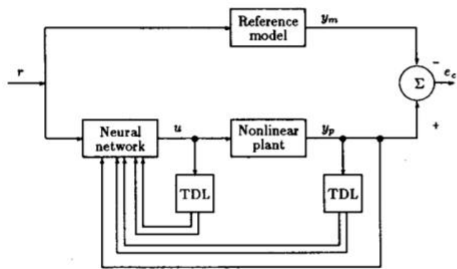 Reference
model
y_m
r
−
e_c
Σ
+
Neural
network
u
Nonlinear
plant
y_p
TDL
TDL